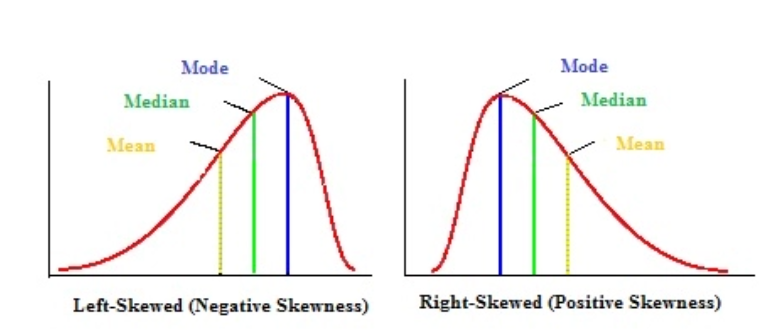 Mode
Median
Mean
Left-Skewed (Negative Skewness)
Mode
Median
Mean
Right-Skewed (Positive Skewness)